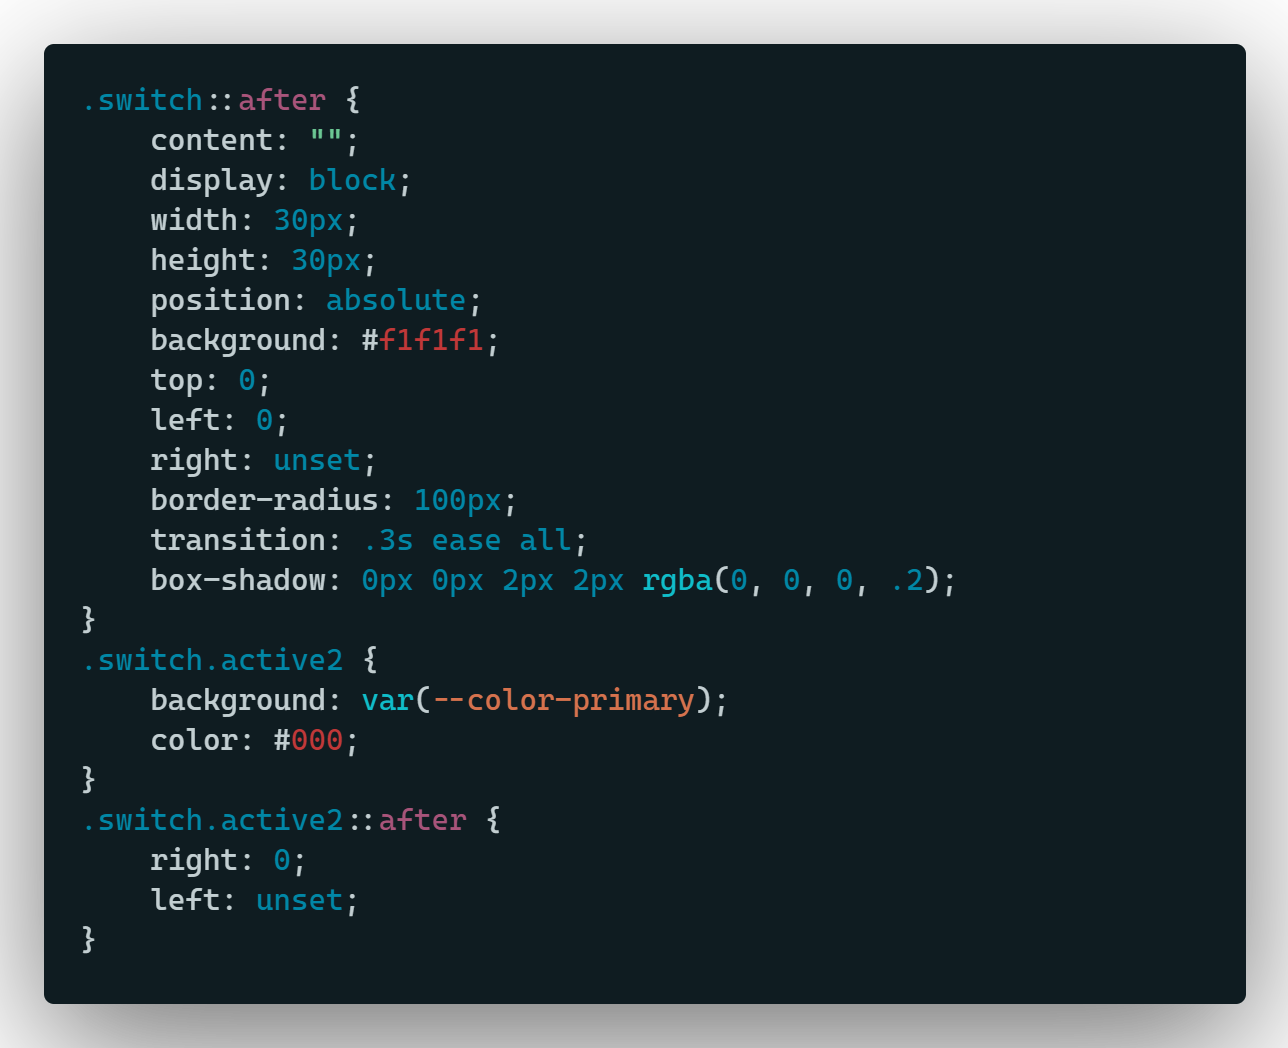 .switch::after {
    content: "";
    display: block;
    width: 30px;
    height: 30px;
    position: absolute;
    background: #f1f1f1;
    top: 0;
    left: 0;
    right: unset;
    border-radius: 100px;
    transition: .3s ease all;
    box-shadow: 0px 0px 2px 2px rgba(0, 0, 0, .2);
}
.switch.active2 {
    background: var(--color-primary);
    color: #000;
}
.switch.active2::after {
    right: 0;
    left: unset;
}